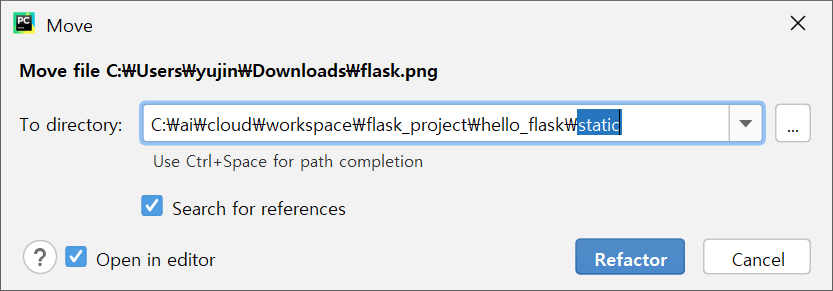 PC Move
Move file C:₩Users₩yujin₩Downloads₩flask.png
To directory: C:₩ai₩cloud₩workspace₩flask_project₩hello_flask₩static ...
Use Ctrl+Space for path completion
Search for references
? Open in editor Refactor Cancel